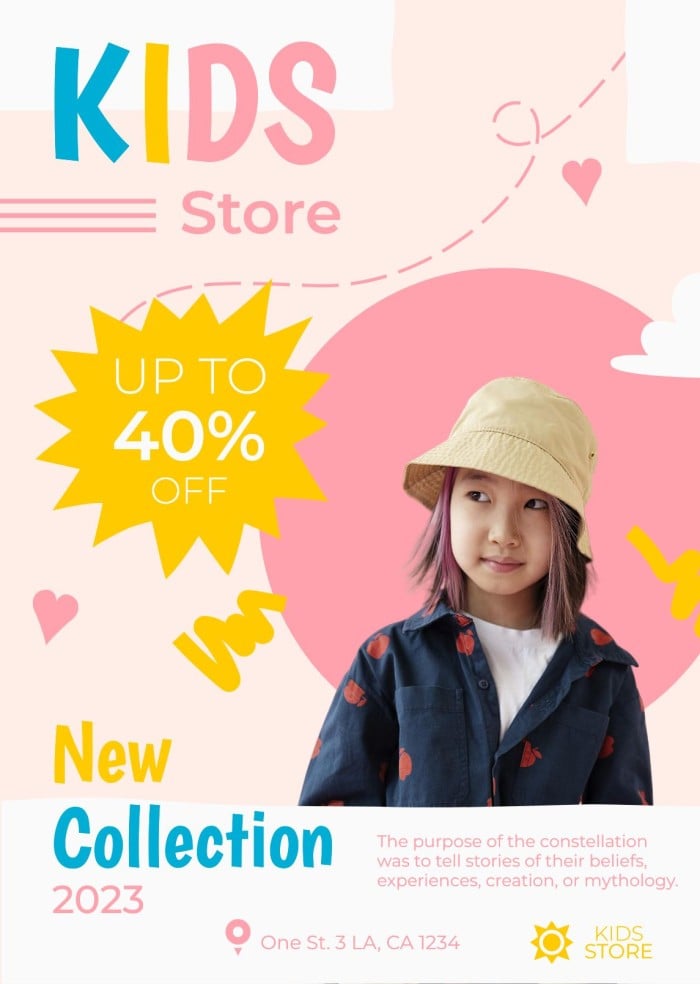 KIDS
Store
UP TO
40%
OFF
New
Collection
2023
The purpose of the constellation
was to tell stories of their beliefs,
experiences, creation, or mythology.
One St. 3 LA, CA 1234
KIDS
STORE